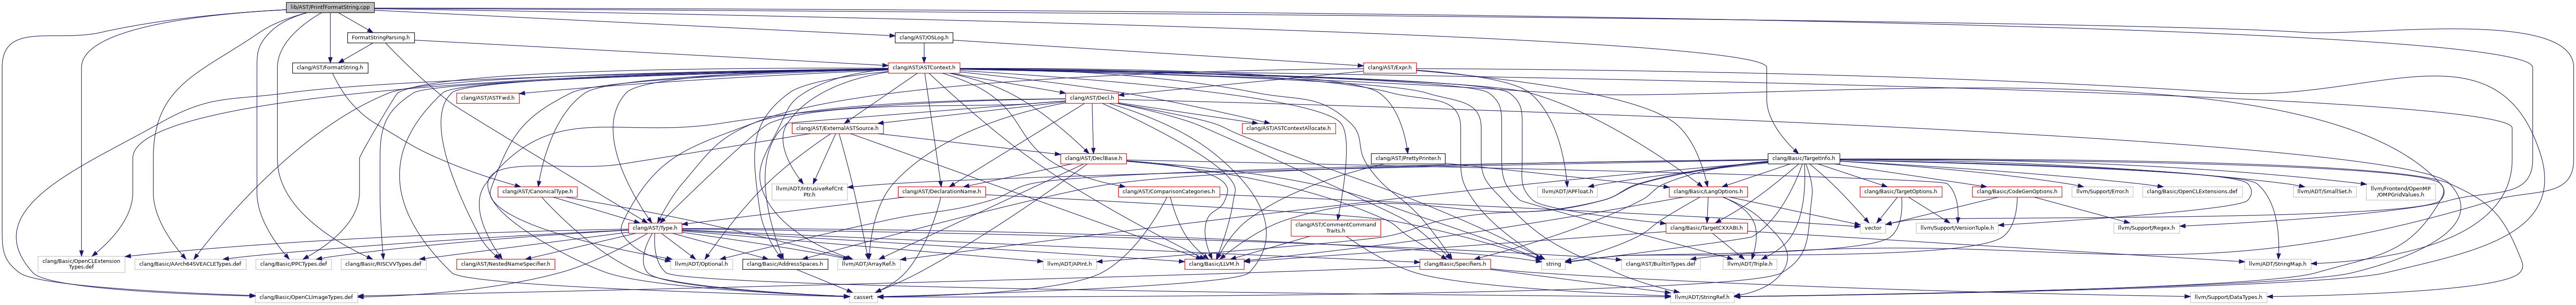 lib/AST/PrintfFormatString.cpp
FormatStringParsing.h
clang/AST/OSLog.h
clang/AST/FormatString.h
clang/AST/ASTContext.h
clang/AST/Expr.h
clang/AST/ASTFwd.h
clang/AST/Decl.h
clang/AST/ExternalASTSource.h
clang/AST/ASTContextAllocate.h
clang/AST/DeclBase.h
clang/AST/PrettyPrinter.h
clang/Basic/TargetInfo.h
clang/AST/CanonicalType.h
llvm/ADT/IntrusiveRefCnt
Ptr.h
clang/AST/DeclarationName.h
clang/AST/ComparisonCategories.h
llvm/ADT/APFloat.h
clang/Basic/LangOptions.h
clang/Basic/TargetOptions.h
clang/Basic/CodeGenOptions.h
llvm/Support/Error.h
clang/Basic/OpenCLExtensions.def
llvm/ADT/SmallSet.h
llvm/Frontend/OpenMP
/OMPGridValues.h
clang/AST/Type.h
clang/AST/CommentCommand
Traits.h
clang/Basic/TargetCXXABI.h
vector
llvm/Support/VersionTuple.h
llvm/Support/Regex.h
clang/Basic/OpenCLExtension
Types.def
clang/Basic/AArch64SVEACLETypes.def
clang/Basic/PPCTypes.def
clang/Basic/RISCVVTypes.def
clang/AST/NestedNameSpecifier.h
llvm/ADT/Optional.h
clang/Basic/AddressSpaces.h
llvm/ADT/ArrayRef.h
llvm/ADT/APInt.h
clang/Basic/LLVM.h
clang/Basic/Specifiers.h
string
clang/AST/BuiltinTypes.def
llvm/ADT/Triple.h
llvm/ADT/StringMap.h
clang/Basic/OpenCLImageTypes.def
cassert
llvm/ADT/StringRef.h
llvm/Support/DataTypes.h